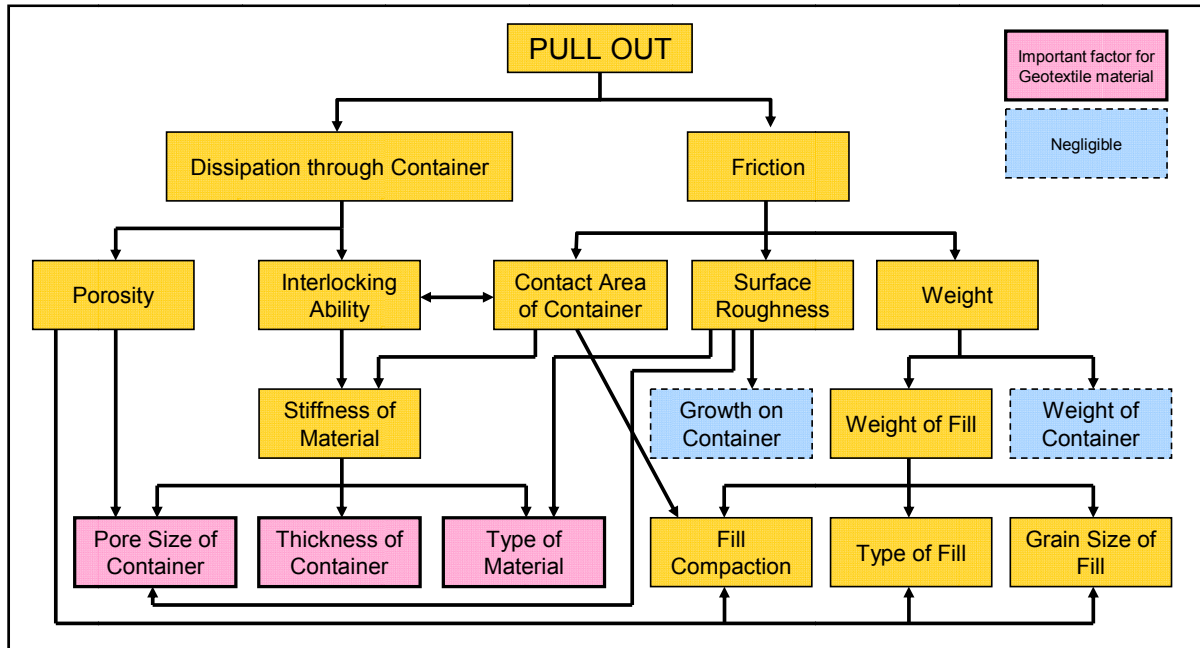 PULL OUT
Important factor for
Geotextile material
Negligible
Dissipation through Container
Friction
Porosity
Interlocking
Ability
Contact Area
of Container
Surface
Roughness
Weight
Stiffness of
Material
Growth on
Container
Weight of Fill
Weight of
Container
Pore Size of
Container
Thickness of
Container
Type of
Material
Fill
Compaction
Type of Fill
Grain Size of
Fill